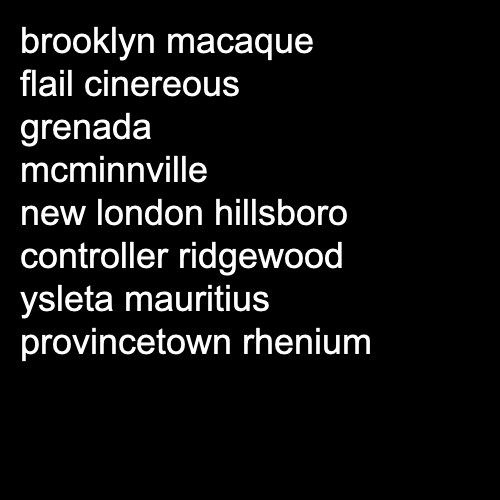 brooklyn macaque
flail cinereous
grenada
mcminnville
new london hillsboro
controller ridgewood
ysleta mauritius
provincetown rhenium